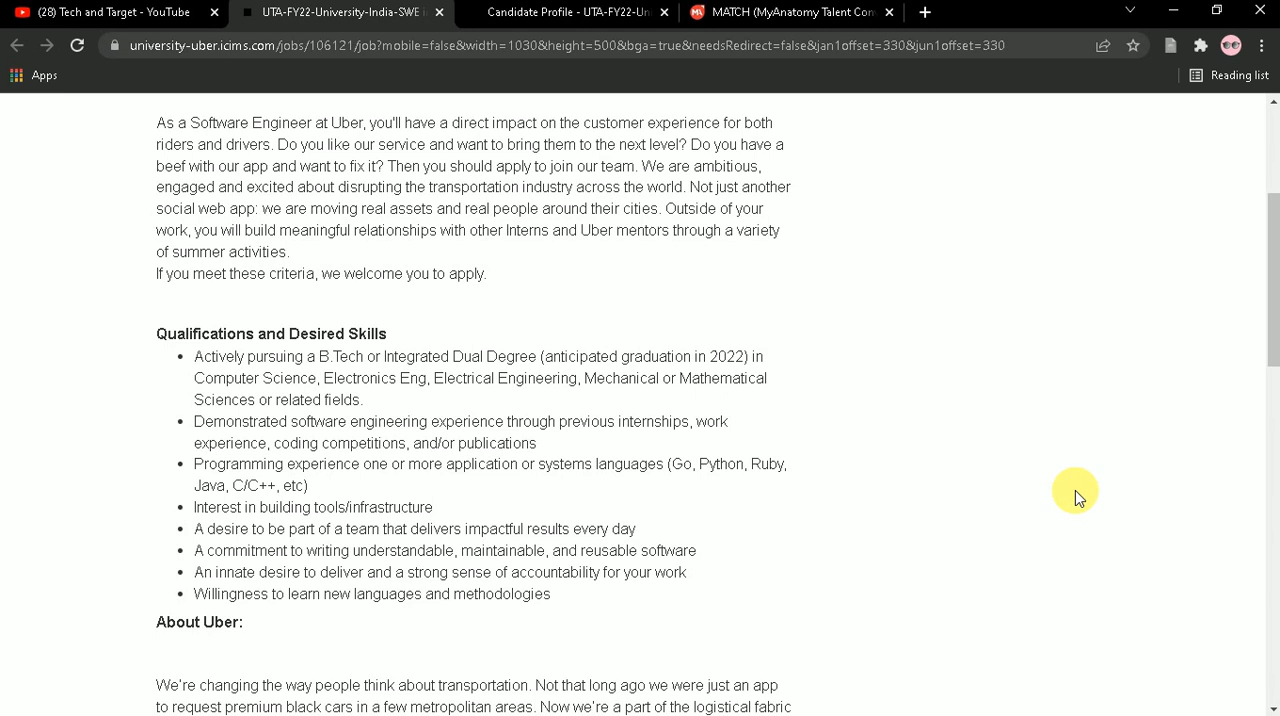 (28) Tech and Target - YouTube
UTA-FY22-University-India-SWE i
Candidate Profile - UTA-FY22-Uni
MATCH (MyAnatomy Talent Con
university-uber.icims.com/jobs/106121/job?mobile=false&width=1030&height=500&bga=true&needsRedirect=false&jan1offset=330&jun1offset=330
Apps
Reading list
As a Software Engineer at Uber, you'll have a direct impact on the customer experience for both
riders and drivers. Do you like our service and want to bring them to the next level? Do you have a
beef with our app and want to fix it? Then you should apply to join our team. We are ambitious,
engaged and excited about disrupting the transportation industry across the world. Not just another
social web app: we are moving real assets and real people around their cities. Outside of your
work, you will build meaningful relationships with other Interns and Uber mentors through a variety
of summer activities.
If you meet these criteria, we welcome you to apply.
Qualifications and Desired Skills
• Actively pursuing a B.Tech or Integrated Dual Degree (anticipated graduation in 2022) in
Computer Science, Electronics Eng, Electrical Engineering, Mechanical or Mathematical
Sciences or related fields.
• Demonstrated software engineering experience through previous internships, work
experience, coding competitions, and/or publications
• Programming experience one or more application or systems languages (Go, Python, Ruby,
Java, C/C++, etc)
• Interest in building tools/infrastructure
• A desire to be part of a team that delivers impactful results every day
• A commitment to writing understandable, maintainable, and reusable software
• An innate desire to deliver and a strong sense of accountability for your work
• Willingness to learn new languages and methodologies
About Uber:
We're changing the way people think about transportation. Not that long ago we were just an app
to request premium black cars in a few metropolitan areas. Now we're a part of the logistical fabric